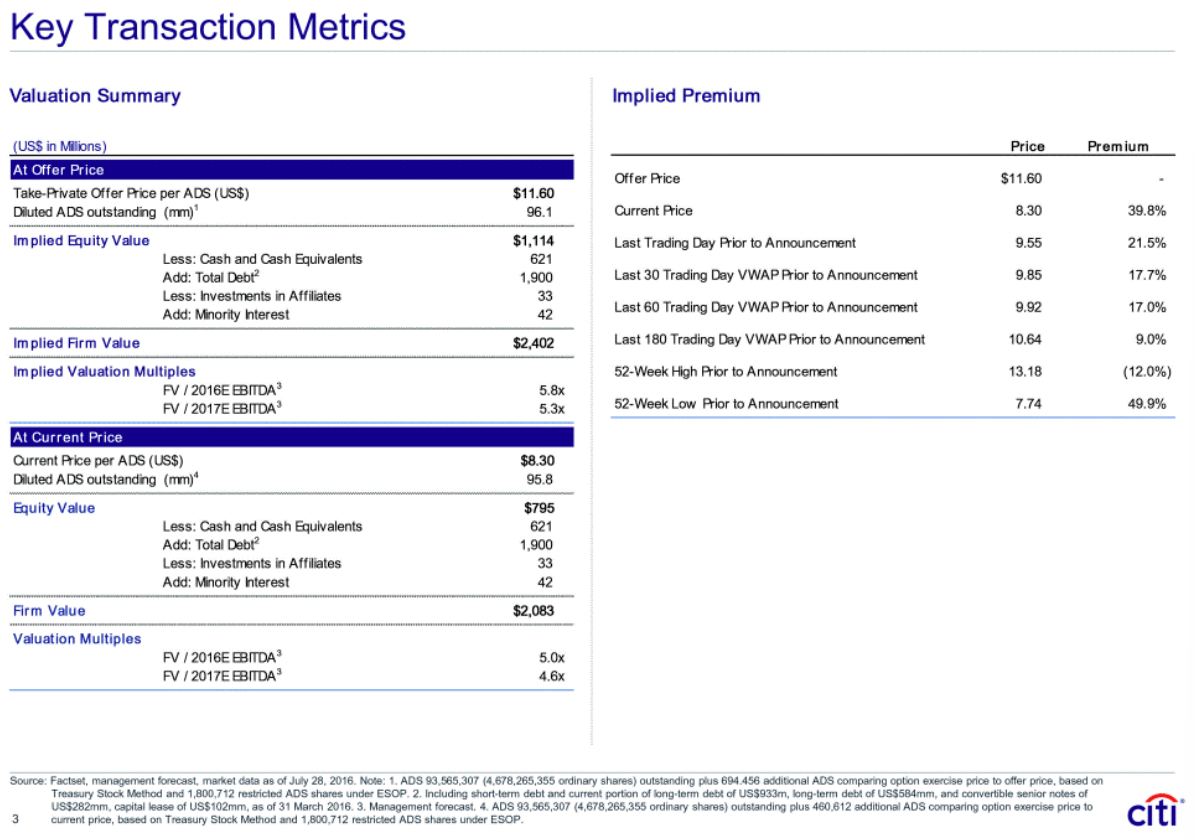 Key Transaction Metrics
Valuation Summary
(US$ in Millions)
At Offer Price
Take-Private Offer Price per ADS (US$) $11.60
Diluted ADS outstanding (mm)1 96.1
Implied Equity Value $1,114
Less: Cash and Cash Equivalents 621
Add: Total Debt2 1,900
Less: Investments in Affiliates 33
Add: Minority Interest 42
Implied Firm Value $2,402
Implied Valuation Multiples
FV / 2016E EBITDA3 5.8x
FV / 2017E EBITDA3 5.3x
At Current Price
Current Price per ADS (US$) $8.30
Diluted ADS outstanding (mm)4 95.8
Equity Value $795
Less: Cash and Cash Equivalents 621
Add: Total Debt2 1,900
Less: Investments in Affiliates 33
Add: Minority Interest 42
Firm Value $2,083
Valuation Multiples
FV / 2016E EBITDA3 5.0x
FV / 2017E EBITDA3 4.6x
Implied Premium
Price Premium
Offer Price $11.60 -
Current Price 8.30 39.8%
Last Trading Day Prior to Announcement 9.55 21.5%
Last 30 Trading Day VWAP Prior to Announcement 9.85 17.7%
Last 60 Trading Day VWAP Prior to Announcement 9.92 17.0%
Last 180 Trading Day VWAP Prior to Announcement 10.64 9.0%
52-Week High Prior to Announcement 13.18 (12.0%)
52-Week Low Prior to Announcement 7.74 49.9%
Source: Factset, management forecast, market data as of July 28, 2016. Note: 1. ADS 93,565,307 (4,678,265,355 ordinary shares) outstanding plus 694.456 additional ADS comparing option exercise price to offer price, based on
Treasury Stock Method and 1,800,712 restricted ADS shares under ESOP. 2. Including short-term debt and current portion of long-term debt of US$933m, long-term debt of US$584mm, and convertible senior notes of
US$282mm, capital lease of US$102mm, as of 31 March 2016. 3. Management forecast. 4. ADS 93,565,307 (4,678,265,355 ordinary shares) outstanding plus 460,612 additional ADS comparing option exercise price to
current price, based on Treasury Stock Method and 1,800,712 restricted ADS shares under ESOP.
3
citi®